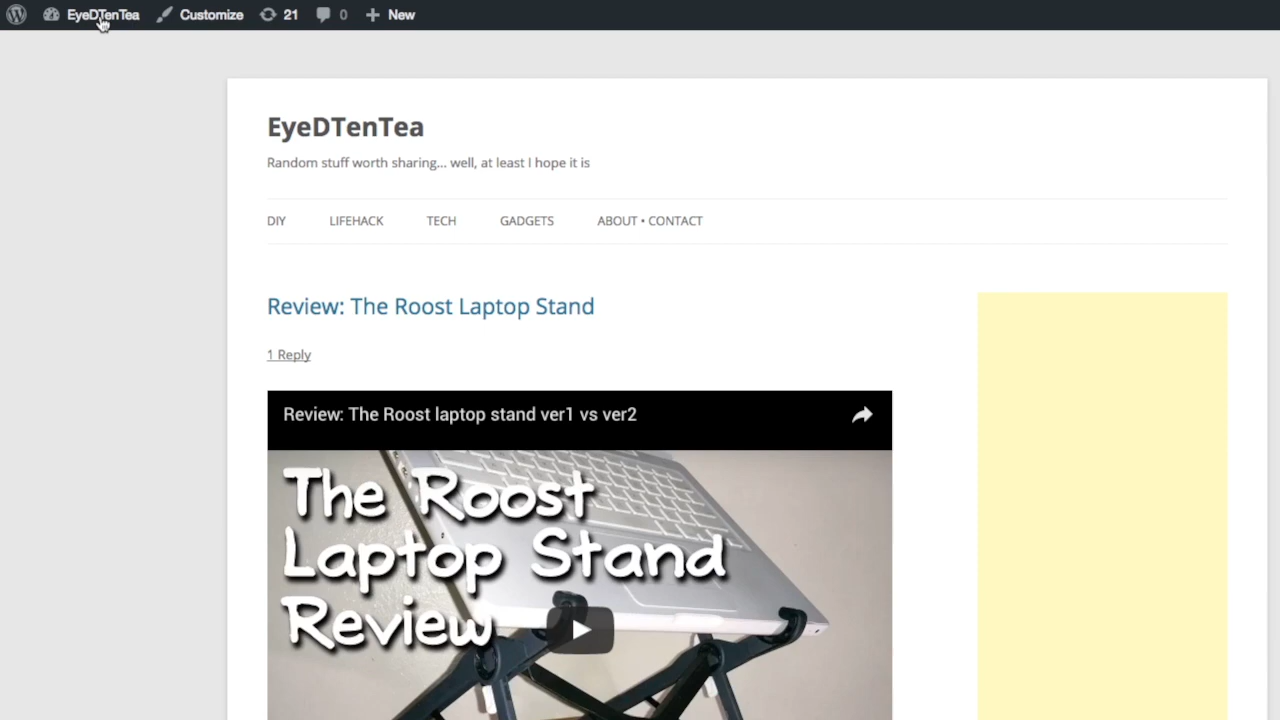 EyeDTenTea Customize 21 0 New
EyeDTenTea
Random stuff worth sharing... well, at least I hope it is
DIY LIFEHACK TECH GADGETS ABOUT • CONTACT
Review: The Roost Laptop Stand
1 Reply
Review: The Roost laptop stand ver1 vs ver2
The Roost
Laptop Stand
Review